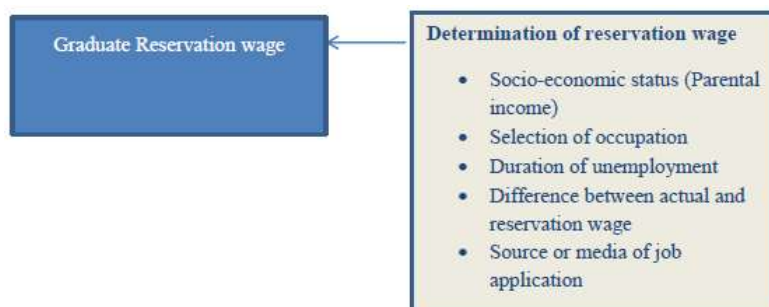 Graduate Reservation wage
Determination of reservation wage
• Socio-economic status (Parental
income)
• Selection of occupation
• Duration of unemployment
• Difference between actual and
reservation wage
• Source or media of job
application